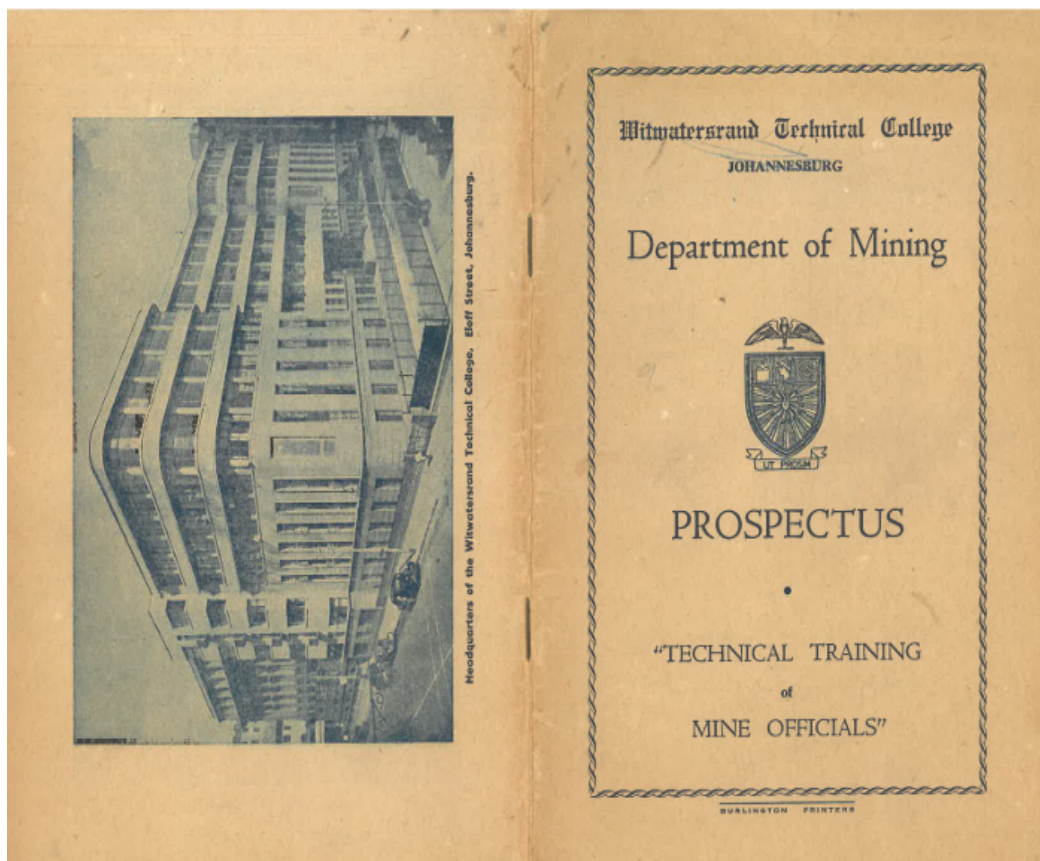 Headquarters of the Witwatersrand Technical College, Eloff Street, Johannesburg.
Witwatersrand Technical College
JOHANNESBURG
Department of Mining
UT PROSIM
PROSPECTUS
"TECHNICAL TRAINING
of
MINE OFFICIALS"
BURLINGTON PRINTERS